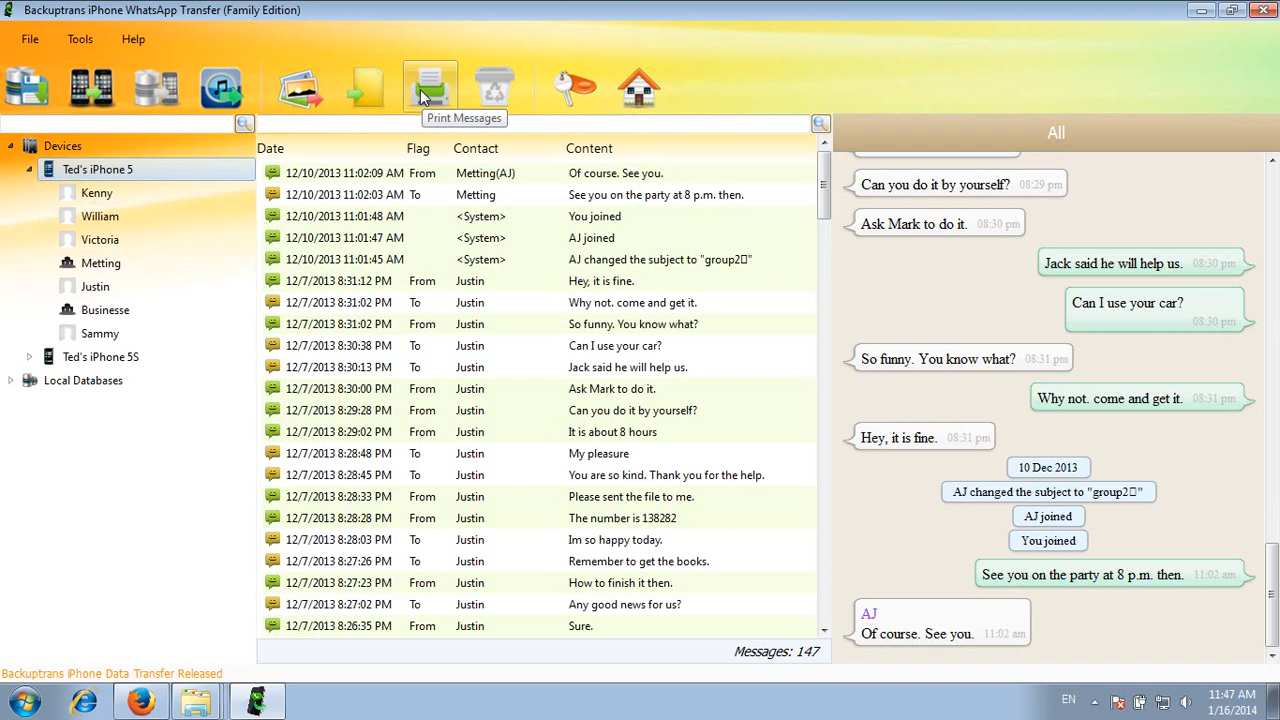 Backuptrans iPhone WhatsApp Transfer (Family Edition)
File Tools Help
Print Messages
Devices
Ted's iPhone 5
Kenny
William
Victoria
Metting
Justin
Businesse
Sammy
Ted's iPhone 5S
Local Databases
Date Flag Contact Content
12/10/2013 11:02:09 AM From Metting(AJ) Of course. See you.
12/10/2013 11:02:03 AM To Metting See you on the party at 8 p.m. then.
12/10/2013 11:01:48 AM <System> You joined
12/10/2013 11:01:47 AM <System> AJ joined
12/10/2013 11:01:45 AM <System> AJ changed the subject to "group2▯"
12/7/2013 8:31:12 PM From Justin Hey, it is fine.
12/7/2013 8:31:02 PM To Justin Why not. come and get it.
12/7/2013 8:31:02 PM From Justin So funny. You know what?
12/7/2013 8:30:38 PM To Justin Can I use your car?
12/7/2013 8:30:13 PM To Justin Jack said he will help us.
12/7/2013 8:30:00 PM From Justin Ask Mark to do it.
12/7/2013 8:29:28 PM From Justin Can you do it by yourself?
12/7/2013 8:29:02 PM From Justin It is about 8 hours
12/7/2013 8:28:48 PM To Justin My pleasure
12/7/2013 8:28:45 PM To Justin You are so kind. Thank you for the help.
12/7/2013 8:28:33 PM From Justin Please sent the file to me.
12/7/2013 8:28:28 PM From Justin The number is 138282
12/7/2013 8:28:03 PM To Justin Im so happy today.
12/7/2013 8:27:26 PM To Justin Remember to get the books.
12/7/2013 8:27:23 PM From Justin How to finish it then.
12/7/2013 8:27:02 PM To Justin Any good news for us?
12/7/2013 8:26:35 PM From Justin Sure.
Messages: 147
All
Can you do it by yourself? 08:29 pm
Ask Mark to do it. 08:30 pm
Jack said he will help us. 08:30 pm
Can I use your car?
08:30 pm
So funny. You know what? 08:31 pm
Why not. come and get it. 08:31 pm
Hey, it is fine. 08:31 pm
10 Dec 2013
AJ changed the subject to "group2▯"
AJ joined
You joined
See you on the party at 8 p.m. then. 11:02 am
AJ
Of course. See you. 11:02 am
Backuptrans iPhone Data Transfer Released
EN
11:47 AM
1/16/2014